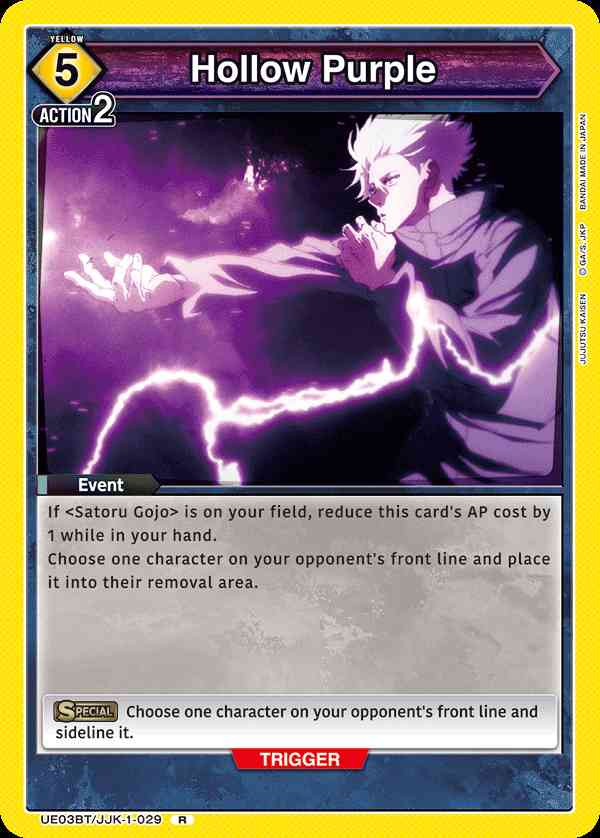 YELLOW
5
Hollow Purple
ACTION 2
BANDAI MADE IN JAPAN
© GA/S, JKP
JUJUTSU KAISEN
Event
If <Satoru Gojo> is on your field, reduce this card's AP cost by
1 while in your hand.
Choose one character on your opponent's front line and place
it into their removal area.
SPECIAL Choose one character on your opponent's front line and
sideline it.
TRIGGER
UE03BT/JJK-1-029 R